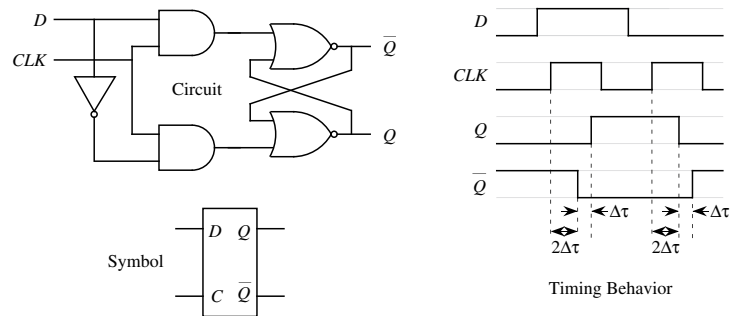 D
CLK
Circuit
Q̅
Q
D Q
C Q̅
Symbol
D
CLK
Q
Q̅
Δτ Δτ
2Δτ 2Δτ
Timing Behavior